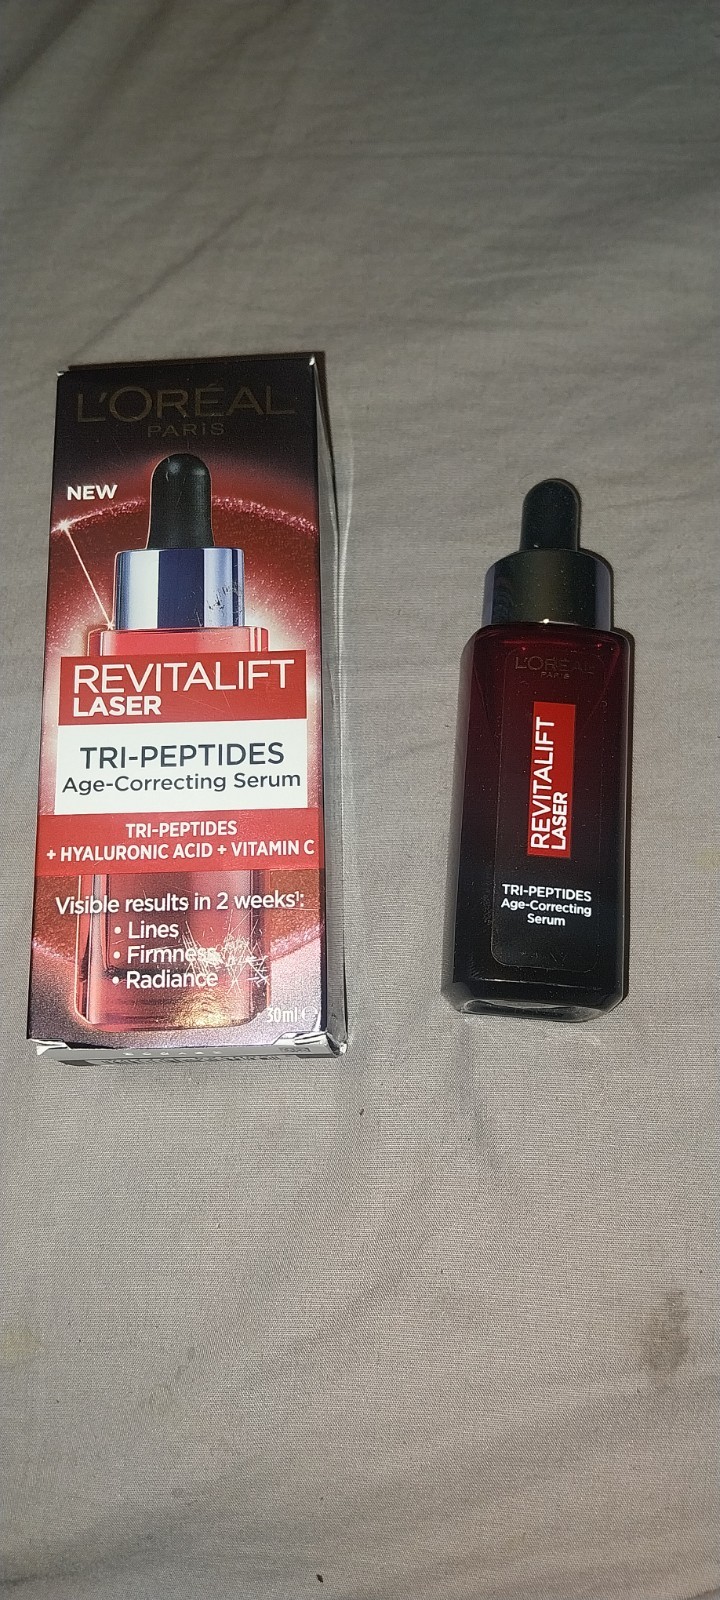 L'ORÉAL
PARIS
NEW
REVITALIFT
LASER
TRI-PEPTIDES
Age-Correcting Serum
TRI-PEPTIDES
+ HYALURONIC ACID + VITAMIN C
Visible results in 2 weeks¹:
• Lines
• Firmness
• Radiance
30ml
L'ORÉAL
PARIS
REVITALIFT
LASER
TRI-PEPTIDES
Age-Correcting
Serum